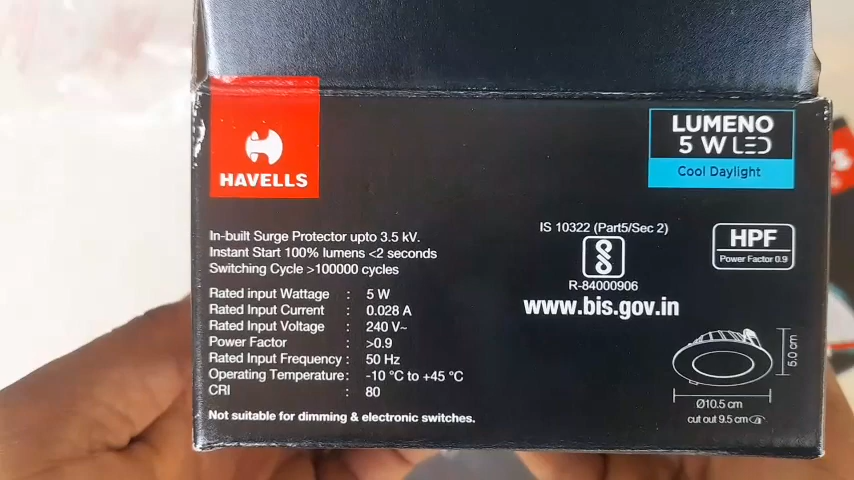 HAVELLS
LUMENO
5 W LED
Cool Daylight
In-built Surge Protector upto 3.5 kV.
Instant Start 100% lumens <2 seconds
Switching Cycle >100000 cycles
Rated input Wattage : 5 W
Rated Input Current : 0.028 A
Rated Input Voltage : 240 V~
Power Factor : >0.9
Rated Input Frequency : 50 Hz
Operating Temperature : -10 °C to +45 °C
CRI : 80
Not suitable for dimming & electronic switches.
IS 10322 (Part5/Sec 2)
R-84000906
www.bis.gov.in
HPF
Power Factor 0.9
5.0 cm
Ø10.5 cm
cut out 9.5 cm